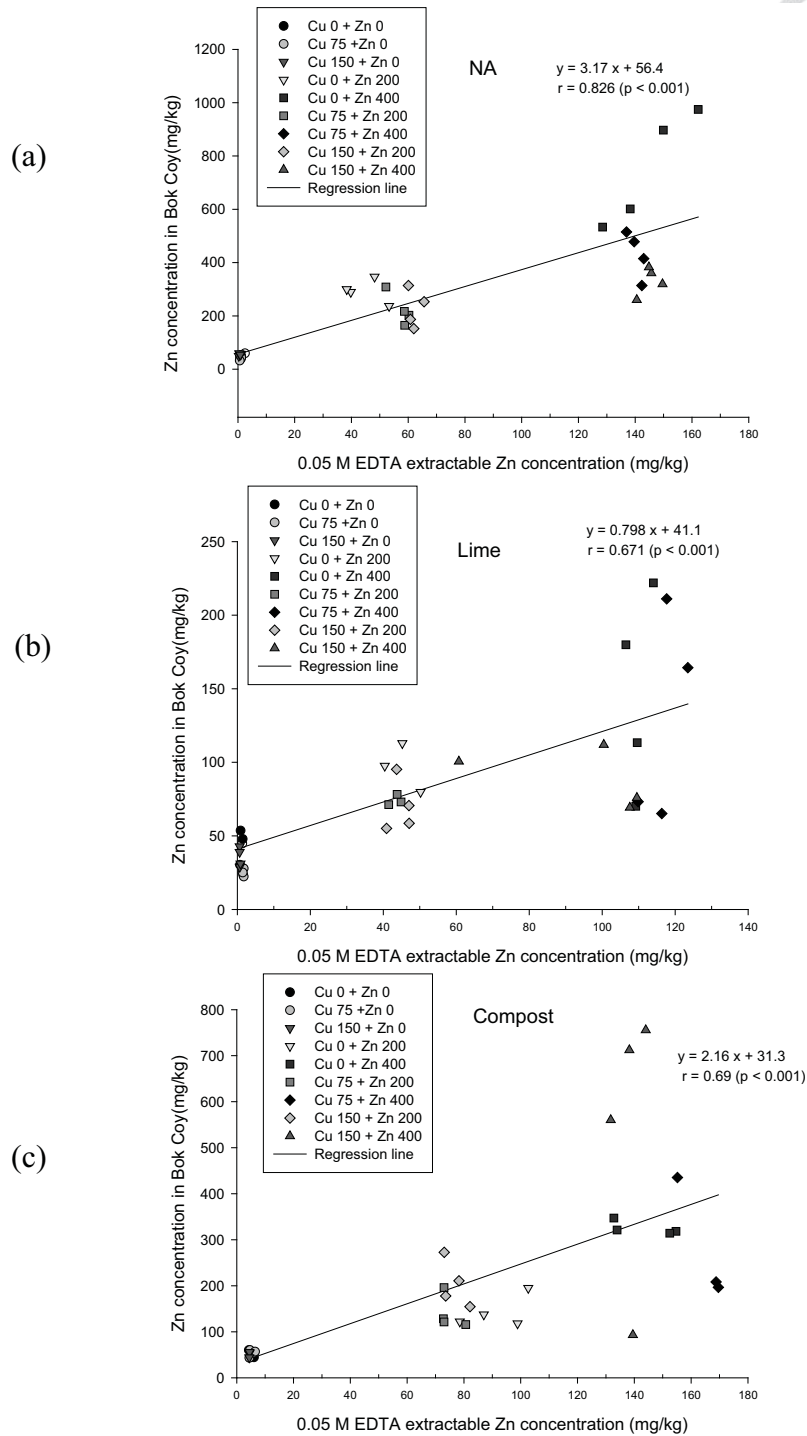 (a)
Cu 0 + Zn 0
Cu 75 +Zn 0
Cu 150 + Zn 0
Cu 0 + Zn 200
Cu 0 + Zn 400
Cu 75 + Zn 200
Cu 75 + Zn 400
Cu 150 + Zn 200
Cu 150 + Zn 400
Regression line
NA
y = 3.17 x + 56.4
r = 0.826 (p < 0.001)
Zn concentration in Bok Coy(mg/kg)
1200
1000
800
600
400
200
0
0 20 40 60 80 100 120 140 160 180
0.05 M EDTA extractable Zn concentration (mg/kg)
(b)
Cu 0 + Zn 0
Cu 75 +Zn 0
Cu 150 + Zn 0
Cu 0 + Zn 200
Cu 0 + Zn 400
Cu 75 + Zn 200
Cu 75 + Zn 400
Cu 150 + Zn 200
Cu 150 + Zn 400
Regression line
Lime
y = 0.798 x + 41.1
r = 0.671 (p < 0.001)
Zn concentration in Bok Coy(mg/kg)
250
200
150
100
50
0
0 20 40 60 80 100 120 140
0.05 M EDTA extractable Zn concentration (mg/kg)
(c)
Cu 0 + Zn 0
Cu 75 +Zn 0
Cu 150 + Zn 0
Cu 0 + Zn 200
Cu 0 + Zn 400
Cu 75 + Zn 200
Cu 75 + Zn 400
Cu 150 + Zn 200
Cu 150 + Zn 400
Regression line
Compost
y = 2.16 x + 31.3
r = 0.69 (p < 0.001)
Zn concentration in Bok Coy(mg/kg)
800
700
600
500
400
300
200
100
0
0 20 40 60 80 100 120 140 160 180
0.05 M EDTA extractable Zn concentration (mg/kg)